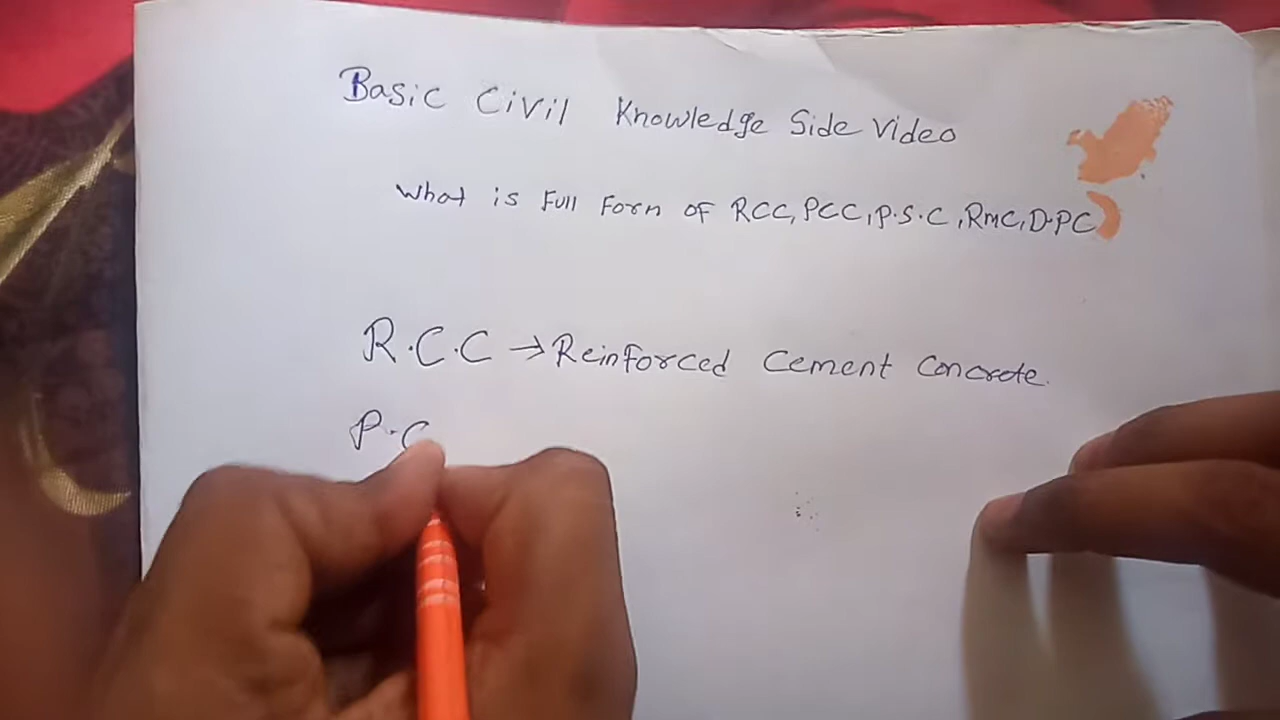 Basic Civil Knowledge Side Video
What is Full Form of RCC, PCC, P.S.C, RMC, D.PC
R.C.C → Reinforced Cement Concrete.
P.C